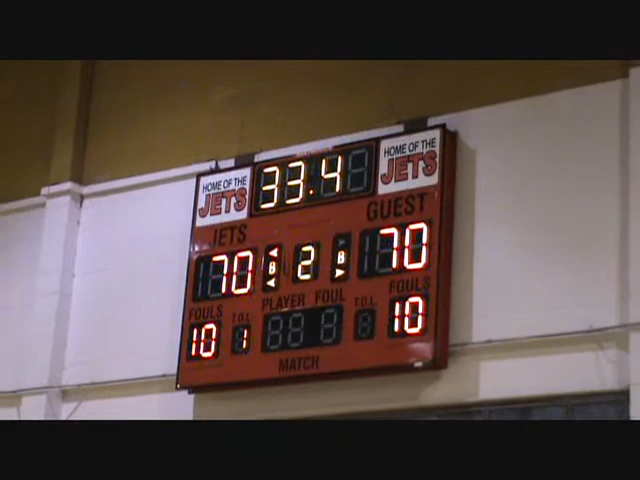 HOME OF THE
JETS
33.4
HOME OF THE
JETS
JETS
GUEST
70
B
2
B
70
FOULS
PLAYER FOUL
FOULS
10
T.O.L.
1
T.O.L.
10
MATCH